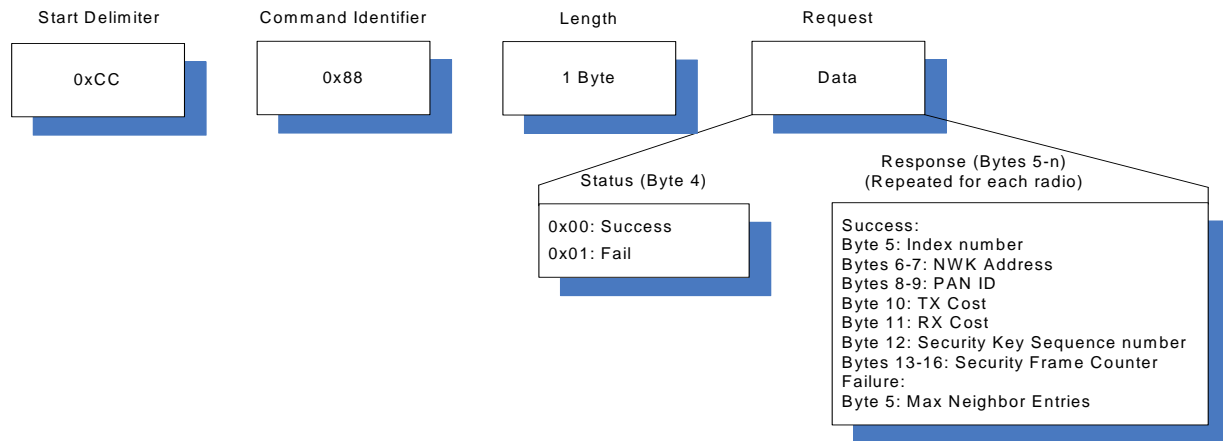 Start Delimiter
Command Identifier
Length
Request
0xCC
0x88
1 Byte
Data
Status (Byte 4)
0x00: Success
0x01: Fail
Response (Bytes 5-n)
(Repeated for each radio)
Success:
Byte 5: Index number
Bytes 6-7: NWK Address
Bytes 8-9: PAN ID
Byte 10: TX Cost
Byte 11: RX Cost
Byte 12: Security Key Sequence number
Bytes 13-16: Security Frame Counter
Failure:
Byte 5: Max Neighbor Entries